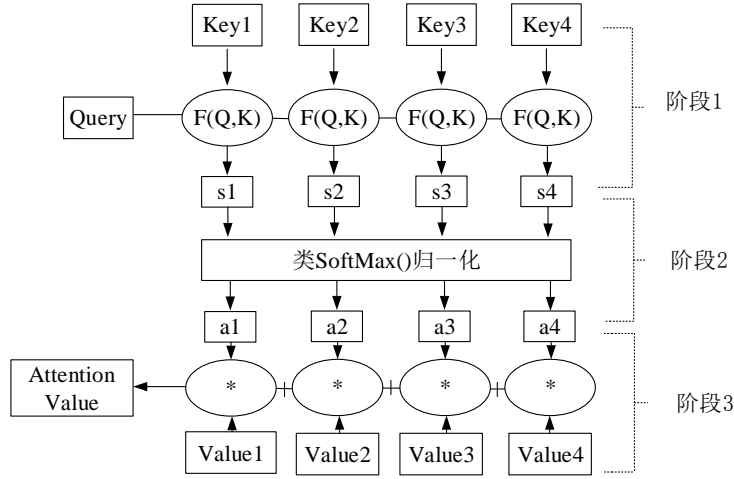 Key1 Key2 Key3 Key4
阶段1
Query F(Q,K) F(Q,K) F(Q,K) F(Q,K)
s1 s2 s3 s4
类SoftMax()归一化
阶段2
a1 a2 a3 a4
Attention
Value
* + * + * + *
阶段3
Value1 Value2 Value3 Value4